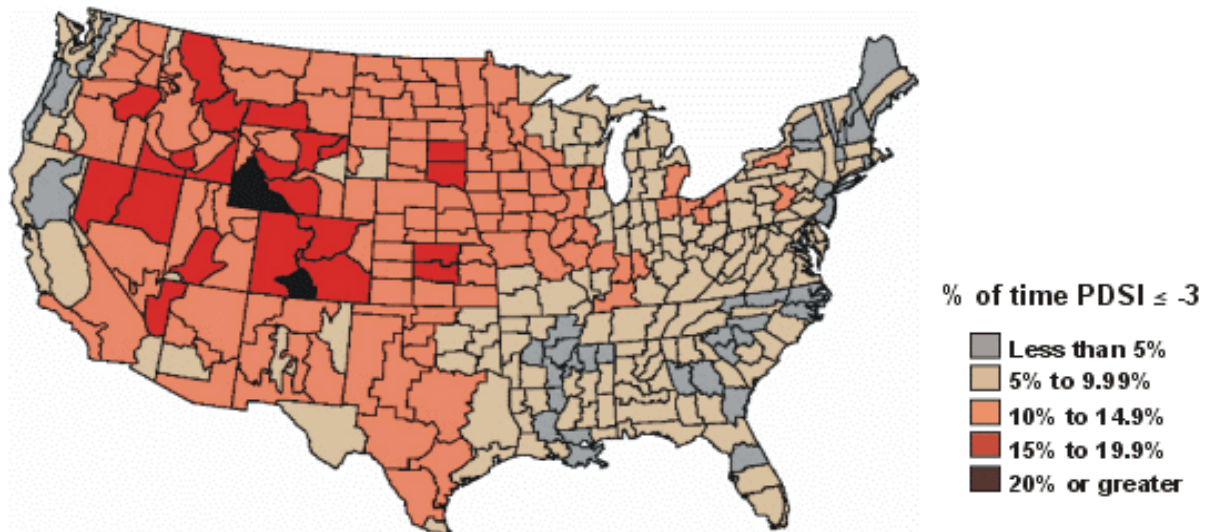 % of time PDSI ≤ -3
Less than 5%
5% to 9.99%
10% to 14.9%
15% to 19.9%
20% or greater